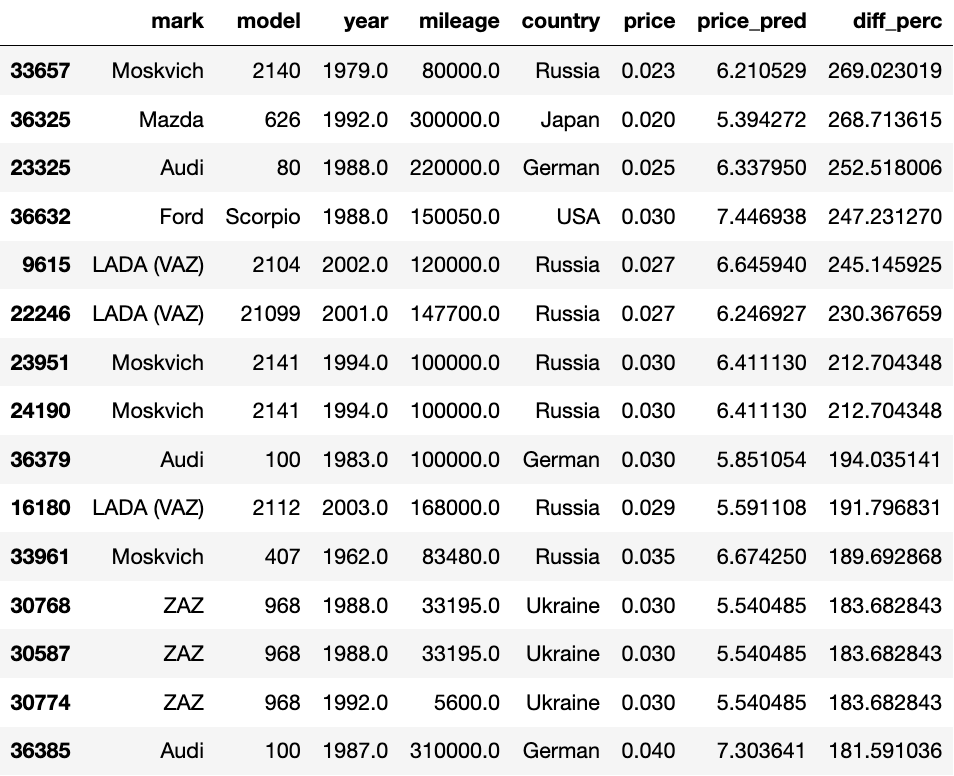 mark model year mileage country price price_pred diff_perc
33657 Moskvich 2140 1979.0 80000.0 Russia 0.023 6.210529 269.023019
36325 Mazda 626 1992.0 300000.0 Japan 0.020 5.394272 268.713615
23325 Audi 80 1988.0 220000.0 German 0.025 6.337950 252.518006
36632 Ford Scorpio 1988.0 150050.0 USA 0.030 7.446938 247.231270
9615 LADA (VAZ) 2104 2002.0 120000.0 Russia 0.027 6.645940 245.145925
22246 LADA (VAZ) 21099 2001.0 147700.0 Russia 0.027 6.246927 230.367659
23951 Moskvich 2141 1994.0 100000.0 Russia 0.030 6.411130 212.704348
24190 Moskvich 2141 1994.0 100000.0 Russia 0.030 6.411130 212.704348
36379 Audi 100 1983.0 100000.0 German 0.030 5.851054 194.035141
16180 LADA (VAZ) 2112 2003.0 168000.0 Russia 0.029 5.591108 191.796831
33961 Moskvich 407 1962.0 83480.0 Russia 0.035 6.674250 189.692868
30768 ZAZ 968 1988.0 33195.0 Ukraine 0.030 5.540485 183.682843
30587 ZAZ 968 1988.0 33195.0 Ukraine 0.030 5.540485 183.682843
30774 ZAZ 968 1992.0 5600.0 Ukraine 0.030 5.540485 183.682843
36385 Audi 100 1987.0 310000.0 German 0.040 7.303641 181.591036